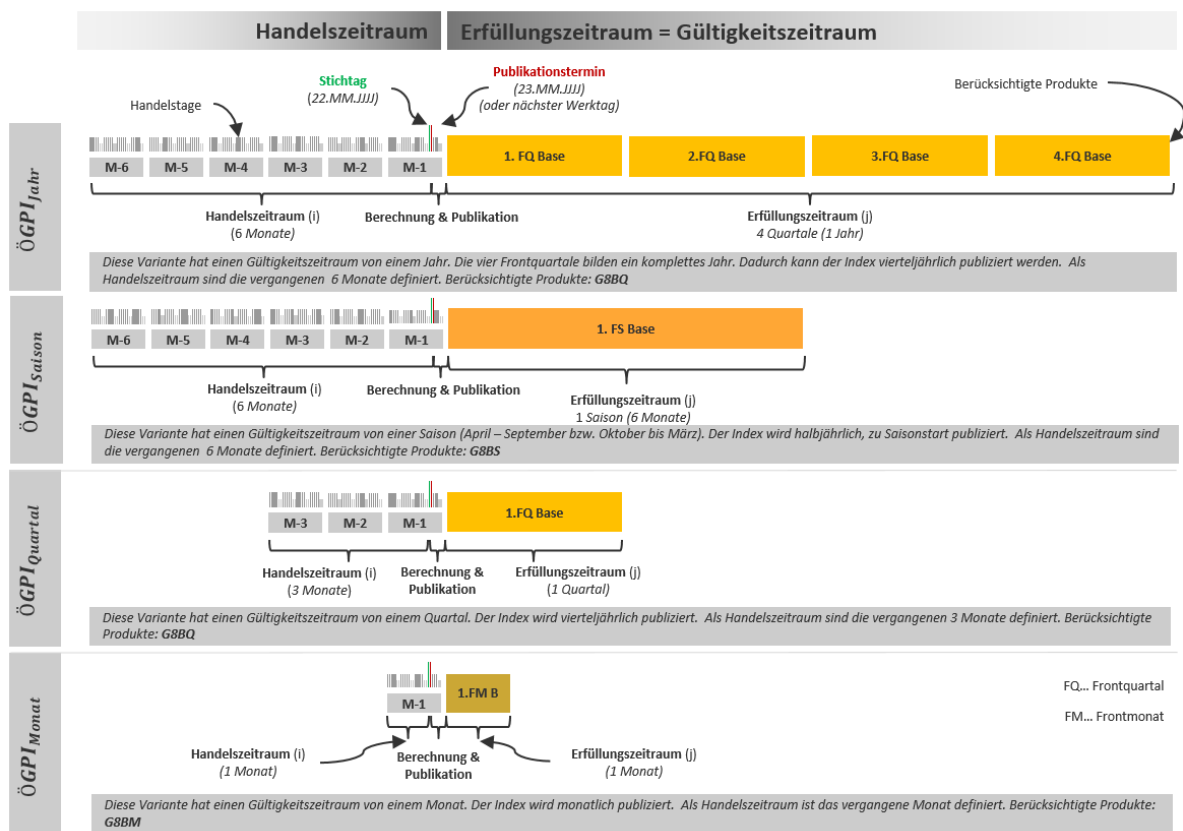 Handelszeitraum
Erfüllungszeitraum = Gültigkeitszeitraum
Stichtag
(22.MM.JJJJ)
Publikationstermin
(23.MM.JJJJ)
(oder nächster Werktag)
Handelstage
Berücksichtigte Produkte
ÖGPI Jahr
M-6 M-5 M-4 M-3 M-2 M-1
1. FQ Base 2.FQ Base 3.FQ Base 4.FQ Base
Handelszeitraum (i)
(6 Monate)
Berechnung & Publikation
Erfüllungszeitraum (j)
4 Quartale (1 Jahr)
Diese Variante hat einen Gültigkeitszeitraum von einem Jahr. Die vier Frontquartale bilden ein komplettes Jahr. Dadurch kann der Index vierteljährlich publiziert werden. Als
Handelszeitraum sind die vergangenen 6 Monate definiert. Berücksichtigte Produkte: G8BQ
ÖGPI Saison
M-6 M-5 M-4 M-3 M-2 M-1
1. FS Base
Handelszeitraum (i)
(6 Monate)
Berechnung & Publikation
Erfüllungszeitraum (j)
1 Saison (6 Monate)
Diese Variante hat einen Gültigkeitszeitraum von einer Saison (April – September bzw. Oktober bis März). Der Index wird halbjährlich, zu Saisonstart publiziert. Als Handelszeitraum sind
die vergangenen 6 Monate definiert. Berücksichtigte Produkte: G8BS
ÖGPI Quartal
M-3 M-2 M-1
1.FQ Base
Handelszeitraum (i)
(3 Monate)
Berechnung &
Publikation
Erfüllungszeitraum (j)
(1 Quartal)
Diese Variante hat einen Gültigkeitszeitraum von einem Quartal. Der Index wird vierteljährlich publiziert. Als Handelszeitraum sind die vergangenen 3 Monate definiert. Berücksichtigte
Produkte: G8BQ
ÖGPI Monat
M-1
1.FM B
FQ... Frontquartal
FM... Frontmonat
Handelszeitraum (i)
(1 Monat)
Berechnung &
Publikation
Erfüllungszeitraum (j)
(1 Monat)
Diese Variante hat einen Gültigkeitszeitraum von einem Monat. Der Index wird monatlich publiziert. Als Handelszeitraum ist das vergangene Monat definiert. Berücksichtigte Produkte:
G8BM